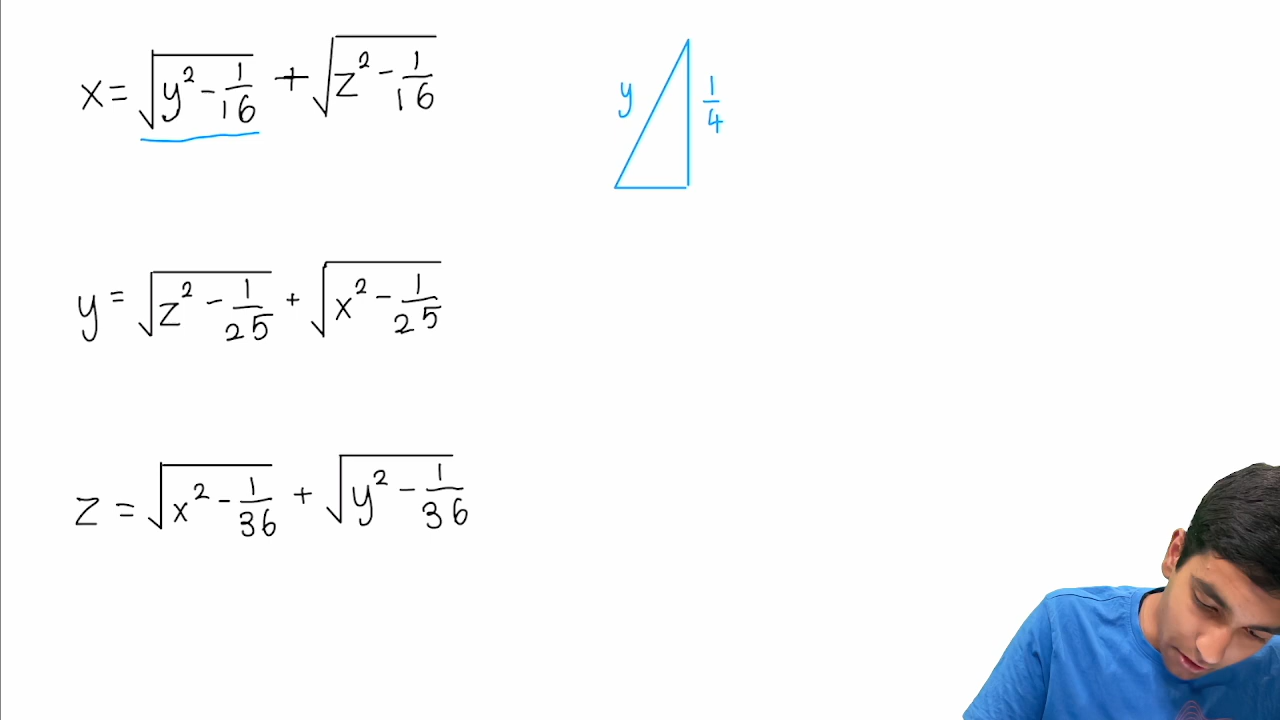 x = √(y² - 1/16) + √(z² - 1/16)
y
1/4
y = √(z² - 1/25) + √(x² - 1/25)
z = √(x² - 1/36) + √(y² - 1/36)